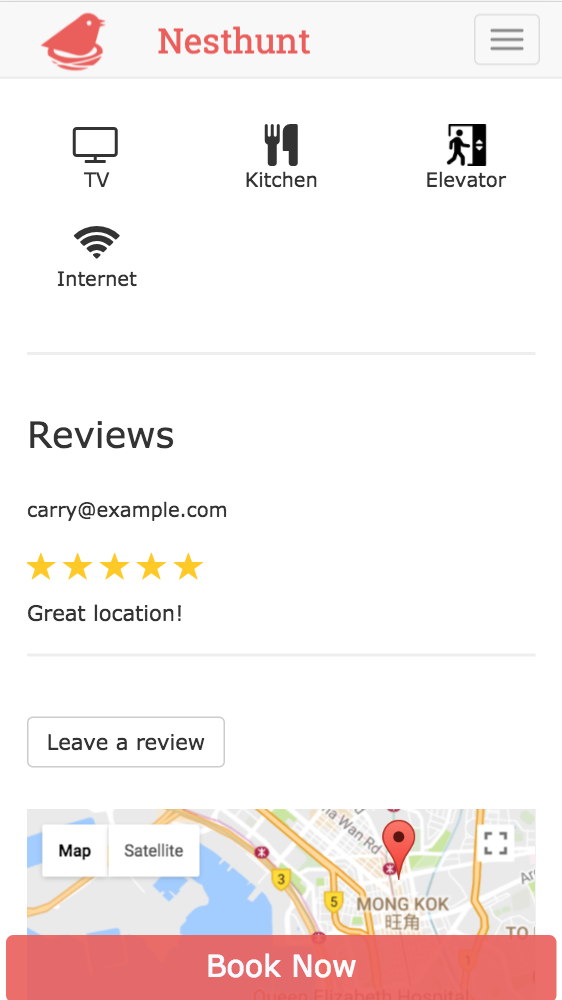 Nesthunt
TV
Kitchen
Elevator
Internet
Reviews
carry@example.com
Great location!
Leave a review
Map
Satellite
Wan Rd
3
5
MONG KOK
旺角
TO
Book Now
Queen Elizabeth Hospital